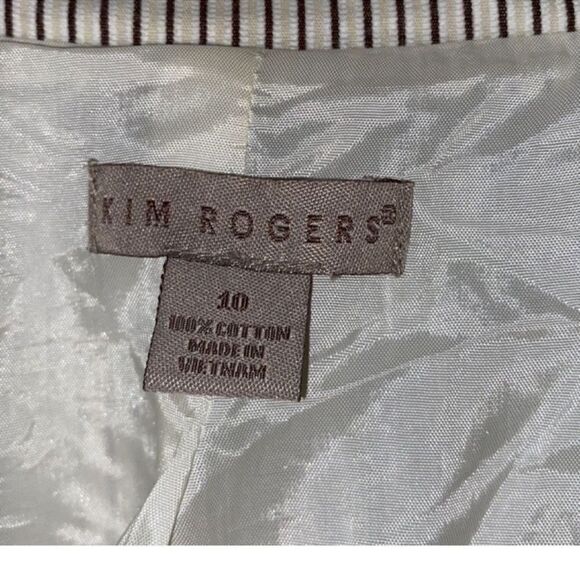 KIM ROGERS®
10
100% COTTON
MADE IN
VIETNAM